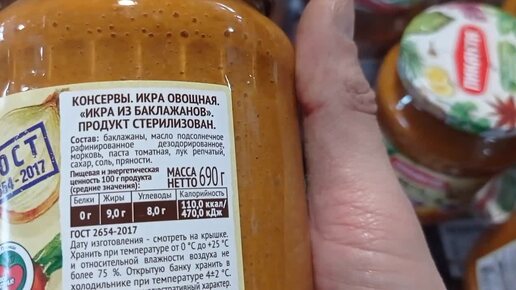 КОНСЕРВЫ. ИКРА ОВОЩНАЯ.
«ИКРА ИЗ БАКЛАЖАНОВ».
ПРОДУКТ СТЕРИЛИЗОВАН.
Состав: баклажаны, масло подсолнечное
рафинированное дезодорированное,
морковь, паста томатная, лук репчатый,
сахар, соль, пряности.
Пищевая и энергетическая
ценность 100 г продукта
(средние значения):
МАССА
НЕТТО 690 г
Белки Жиры Углеводы Калорийность
0 г 9,0 г 8,0 г 110,0 ккал/
470,0 кДж
ГОСТ 2654-2017
Дату изготовления - смотреть на крышке.
Хранить при температуре от 0 °С до +25 °С
и относительности влажности воздуха не
более 75 %. Открытую банку хранить в
холодильнике при температуре 4±2 °С.
ОСТ
54-2017
ПИКАНТА